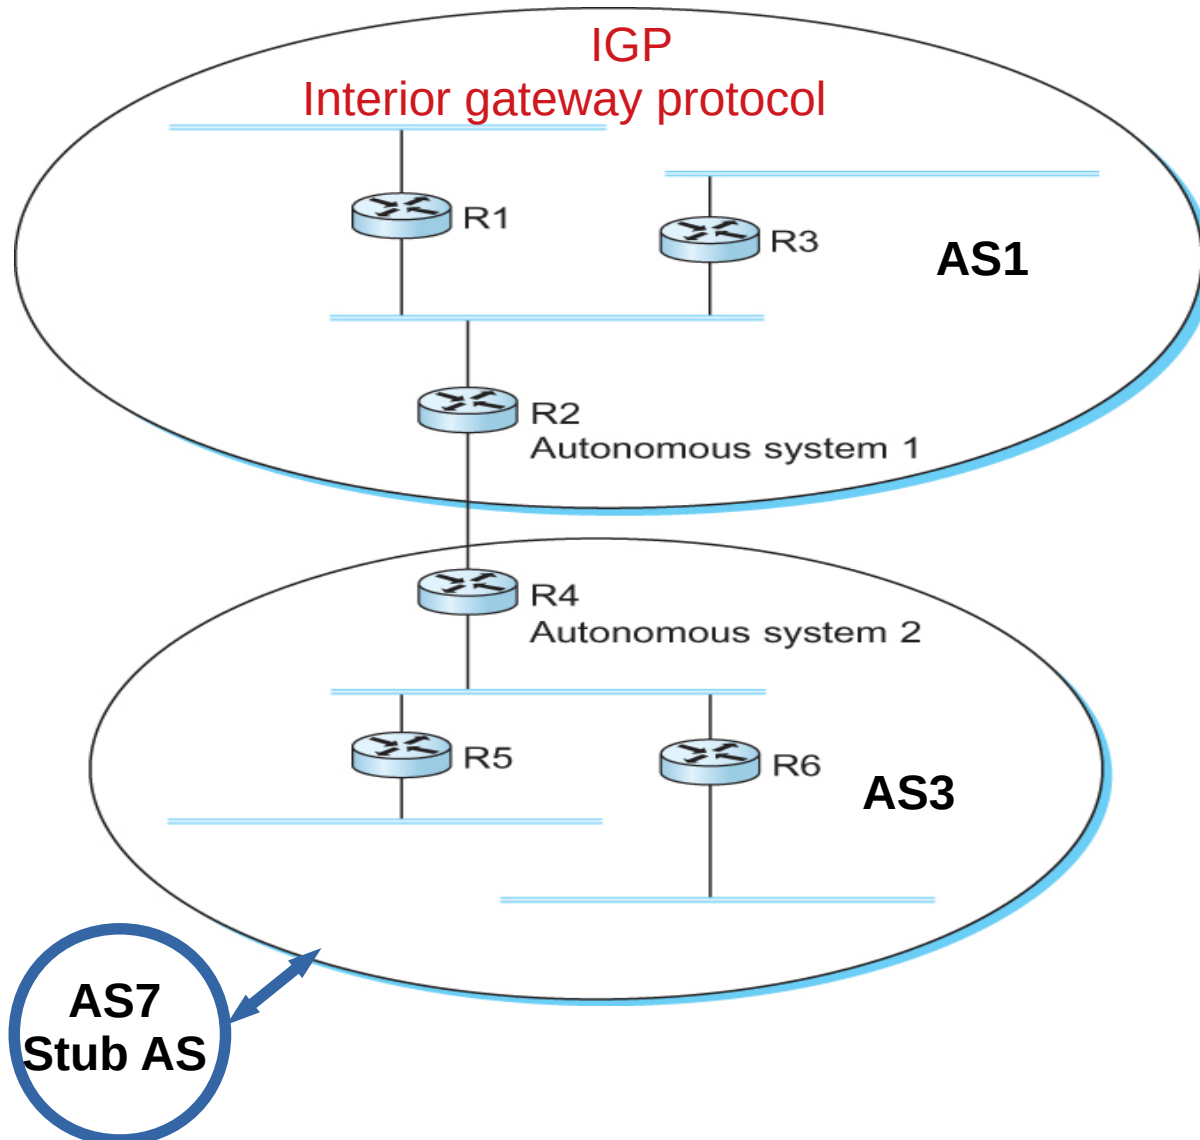 IGP
Interior gateway protocol
R1
R3
AS1
R2
Autonomous system 1
R4
Autonomous system 2
R5
R6
AS3
AS7
Stub AS